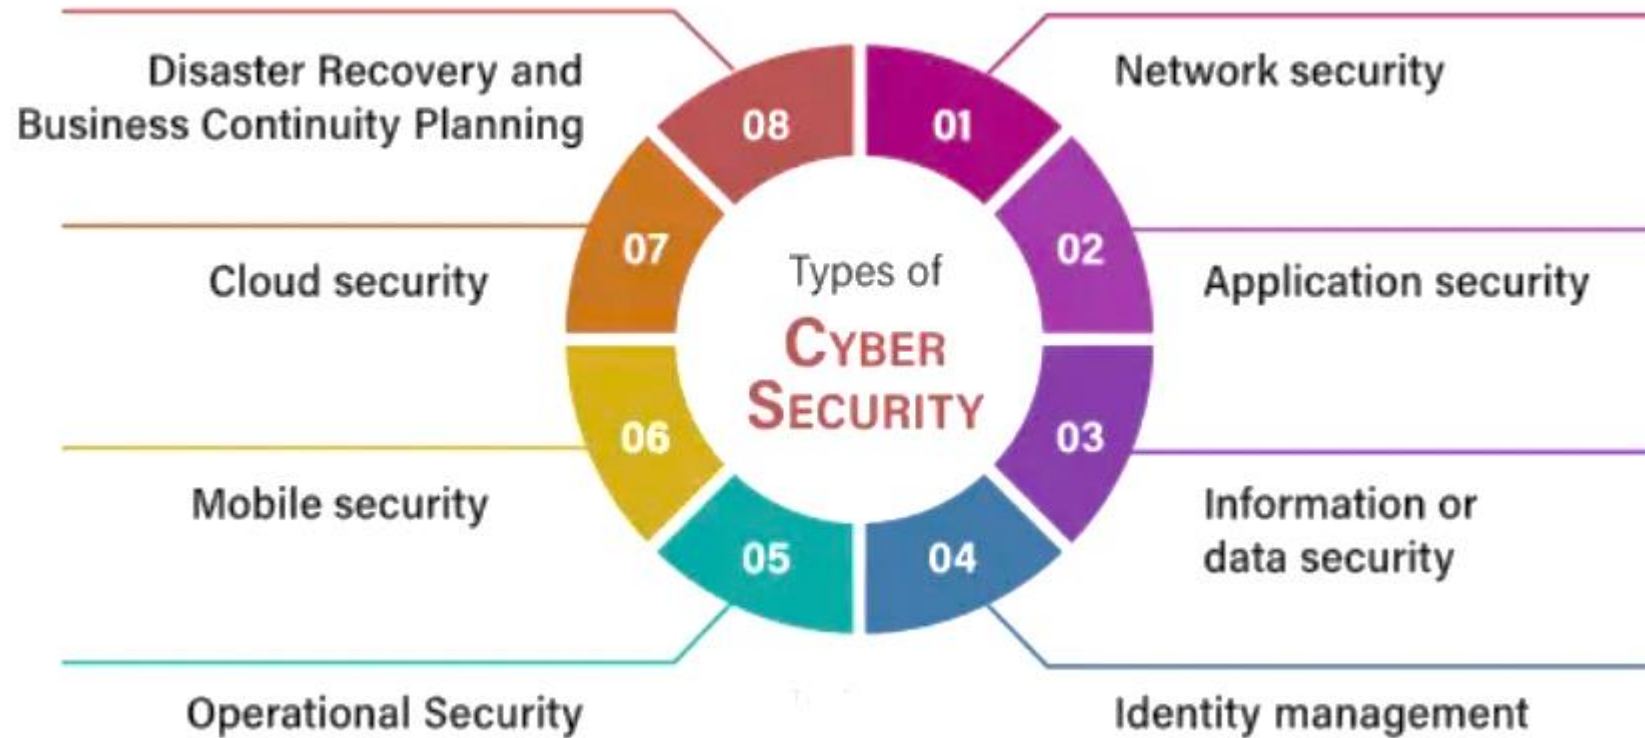 Types of
CYBER
SECURITY
01
Network security
02
Application security
03
Information or
data security
04
Identity management
05
Operational Security
06
Mobile security
07
Cloud security
08
Disaster Recovery and
Business Continuity Planning